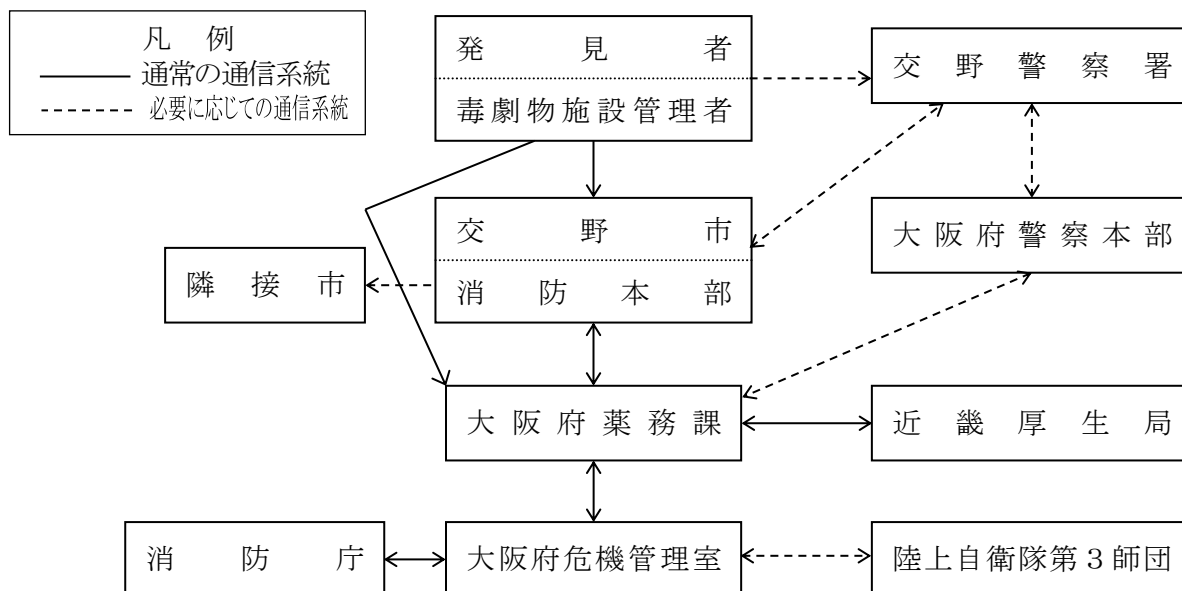 凡例
通常の通信系統
必要に応じての通信系統
発見者
毒劇物施設管理者
交野警察署
交野市
消防本部
大阪府警察本部
隣接市
大阪府薬務課
近畿厚生局
消防庁
大阪府危機管理室
陸上自衛隊第3師団